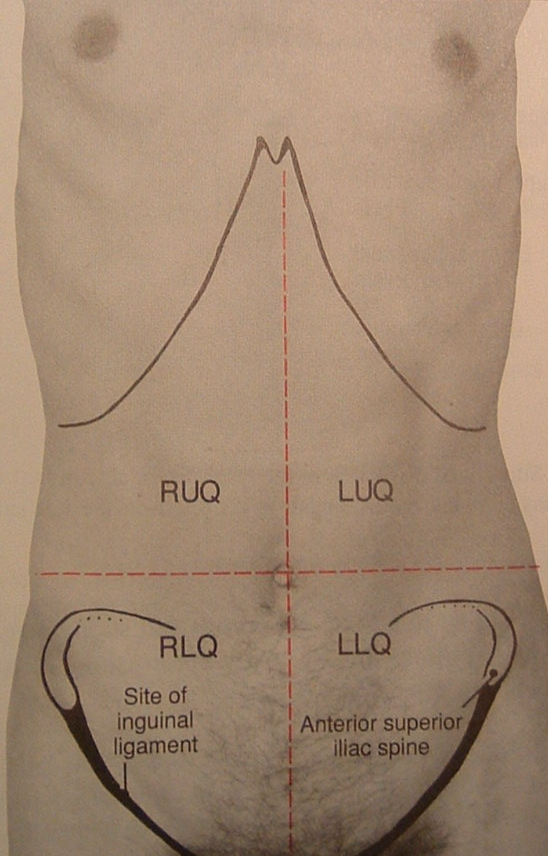 RUQ LUQ
RLQ LLQ
Site of
inguinal
ligament
Anterior superior
iliac spine